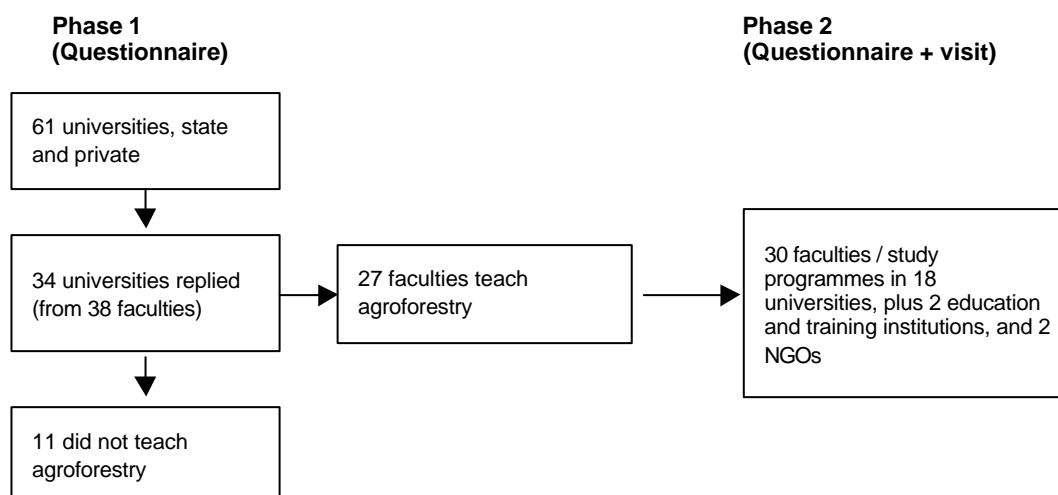 Phase 1
(Questionnaire)
Phase 2
(Questionnaire + visit)
61 universities, state
and private
34 universities replied
(from 38 faculties)
27 faculties teach
agroforestry
30 faculties / study
programmes in 18
universities, plus 2 education
and training institutions, and 2
NGOs
11 did not teach
agroforestry